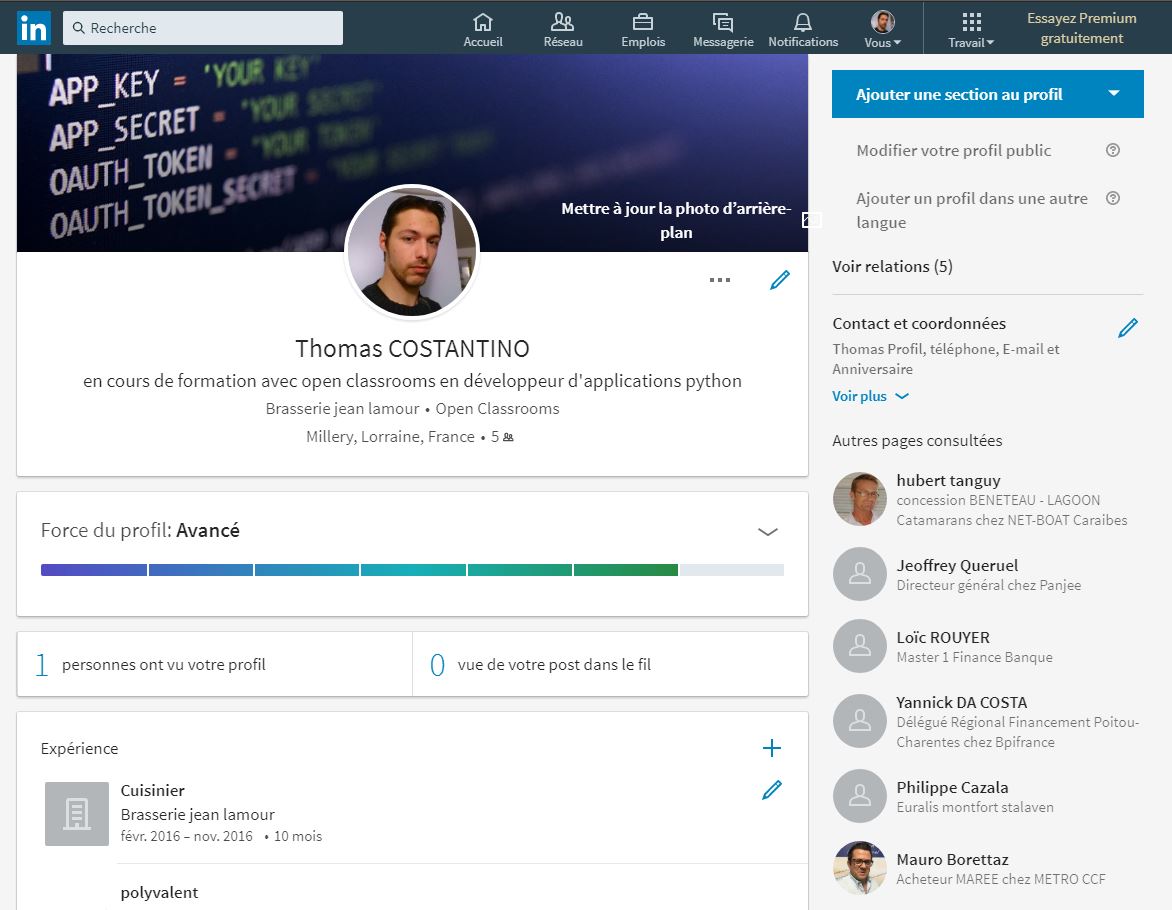 in
Recherche
Accueil
Réseau
Emplois
Messagerie
Notifications
Vous
Travail
Essayez Premium
gratuitement
APP_KEY = 'YOUR KEY'
APP_SECRET = 'YOUR SECRET'
OAUTH_TOKEN = 'YOUR TOKEN'
OAUTH_TOKEN_SECRET =
Mettre à jour la photo d’arrière-
plan
Thomas COSTANTINO
en cours de formation avec open classrooms en développeur d'applications python
Brasserie jean lamour • Open Classrooms
Millery, Lorraine, France • 5
Force du profil: Avancé
1 personnes ont vu votre profil
0 vue de votre post dans le fil
Expérience
Cuisinier
Brasserie jean lamour
févr. 2016 – nov. 2016 • 10 mois
polyvalent
Ajouter une section au profil
Modifier votre profil public
Ajouter un profil dans une autre
langue
Voir relations (5)
Contact et coordonnées
Thomas Profil, téléphone, E-mail et
Anniversaire
Voir plus
Autres pages consultées
hubert tanguy
concession BENETEAU - LAGOON
Catamarans chez NET-BOAT Caraibes
Jeoffrey Queruel
Directeur général chez Panjee
Loïc ROUYER
Master 1 Finance Banque
Yannick DA COSTA
Délégué Régional Financement Poitou-
Charentes chez Bpifrance
Philippe Cazala
Euralis montfort stalaven
Mauro Borettaz
Acheteur MAREE chez METRO CCF